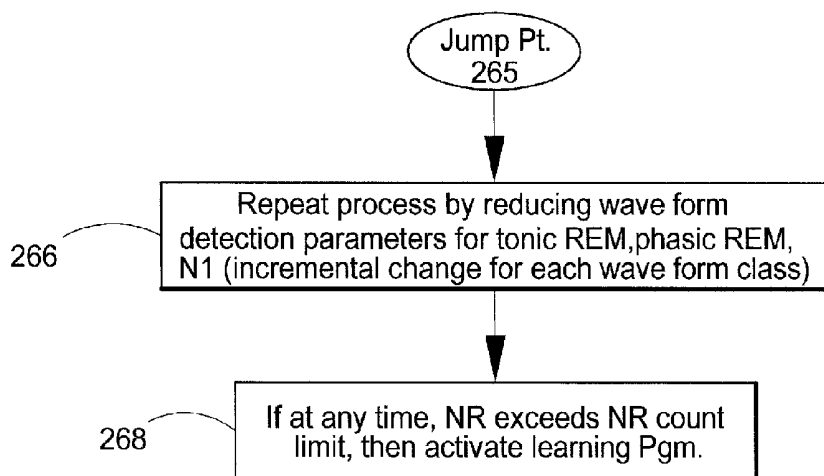 Jump Pt.
265
Repeat process by reducing wave form
detection parameters for tonic REM,phasic REM,
N1 (incremental change for each wave form class)
266
If at any time, NR exceeds NR count
limit, then activate learning Pgm.
268